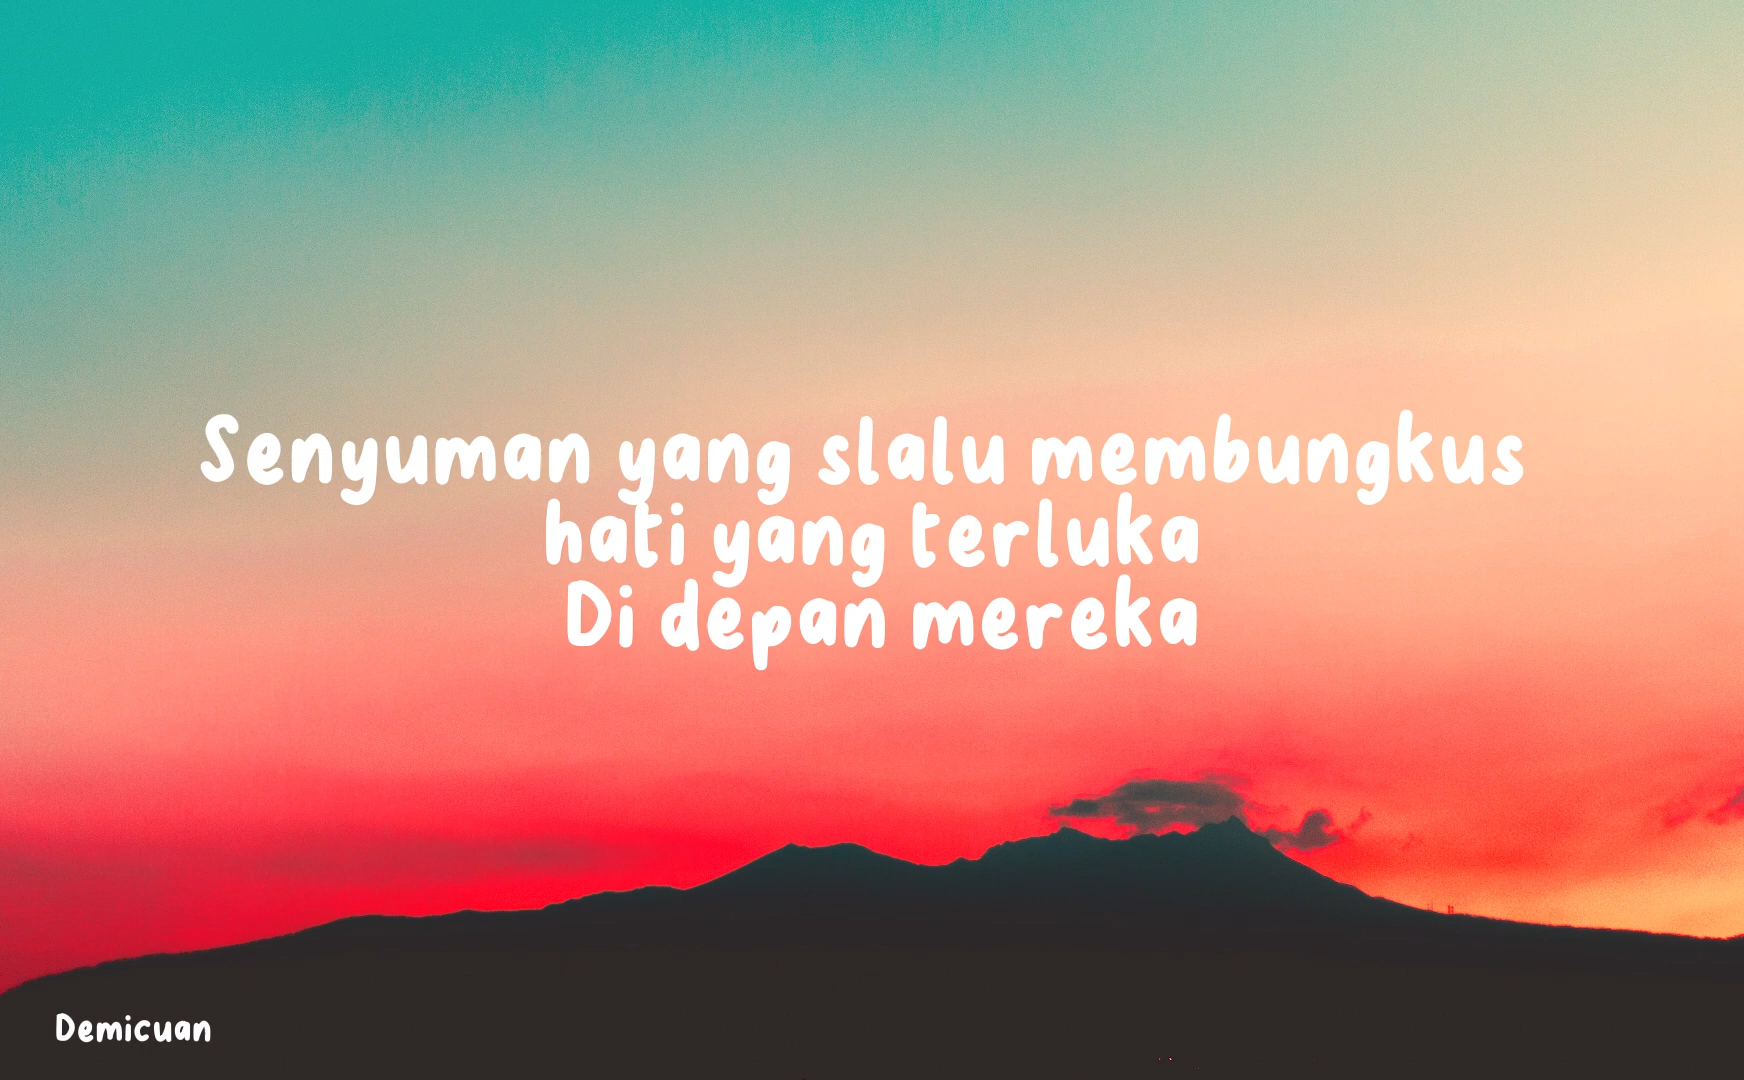 Senyuman yang slalu membungkus
hati yang terluka
Di depan mereka
Demicuan